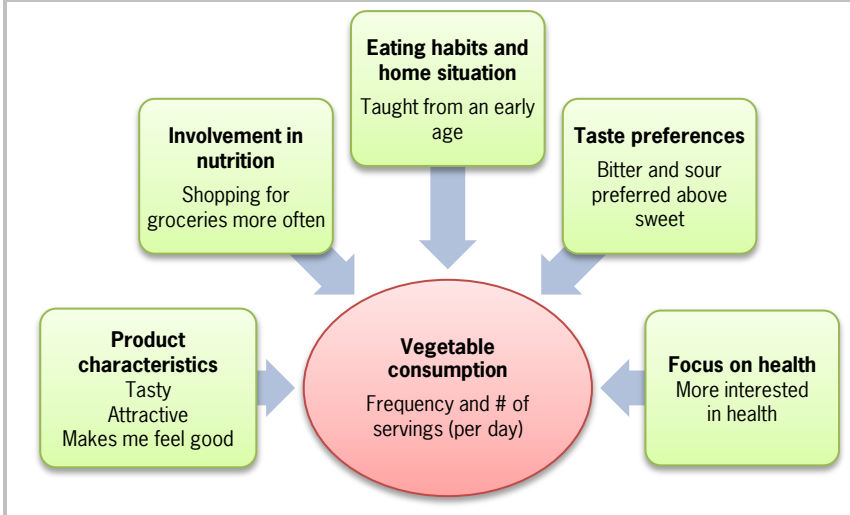 Eating habits and
home situation
Taught from an early
age
Involvement in
nutrition
Shopping for
groceries more often
Taste preferences
Bitter and sour
preferred above
sweet
Product
characteristics
Tasty
Attractive
Makes me feel good
Vegetable
consumption
Frequency and # of
servings (per day)
Focus on health
More interested
in health